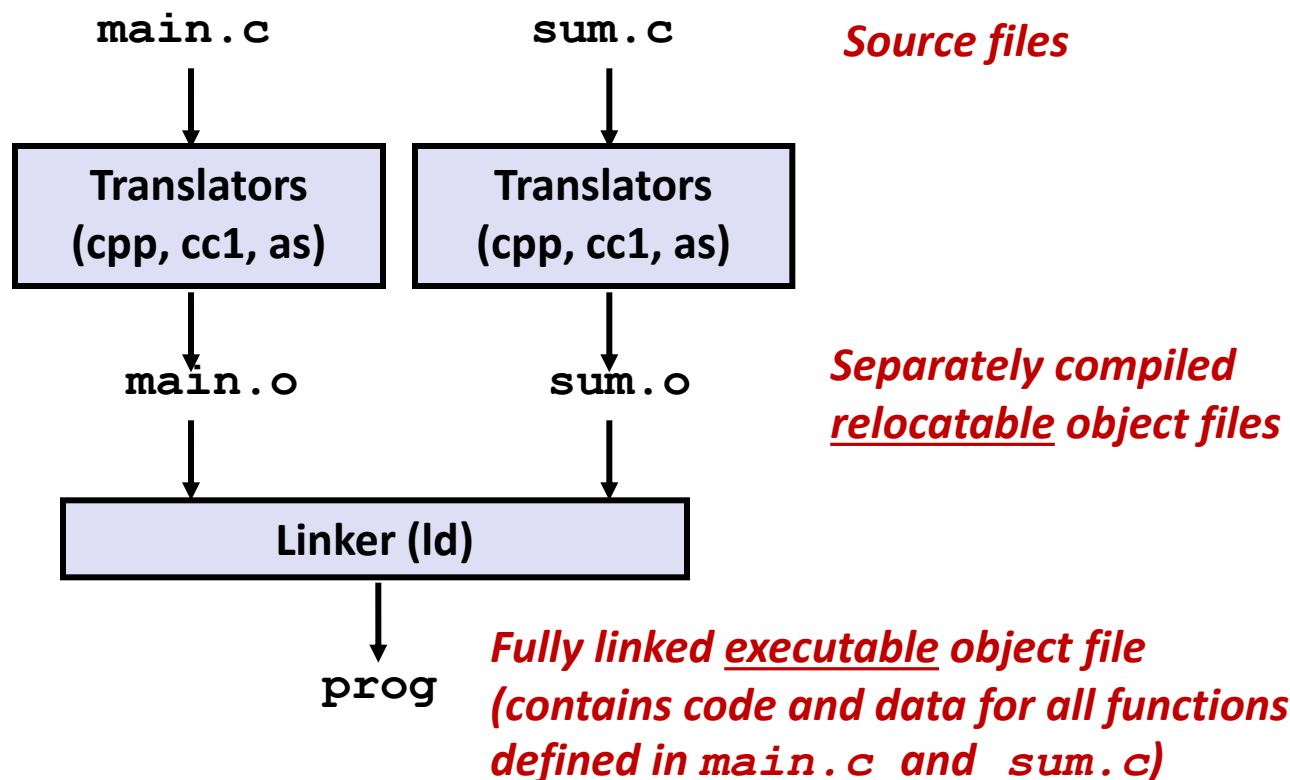 main.c
sum.c
Source files
Translators
(cpp, cc1, as)
Translators
(cpp, cc1, as)
main.o
sum.o
Separately compiled
relocatable object files
Linker (ld)
prog
Fully linked executable object file
(contains code and data for all functions
defined in main.c and sum.c)